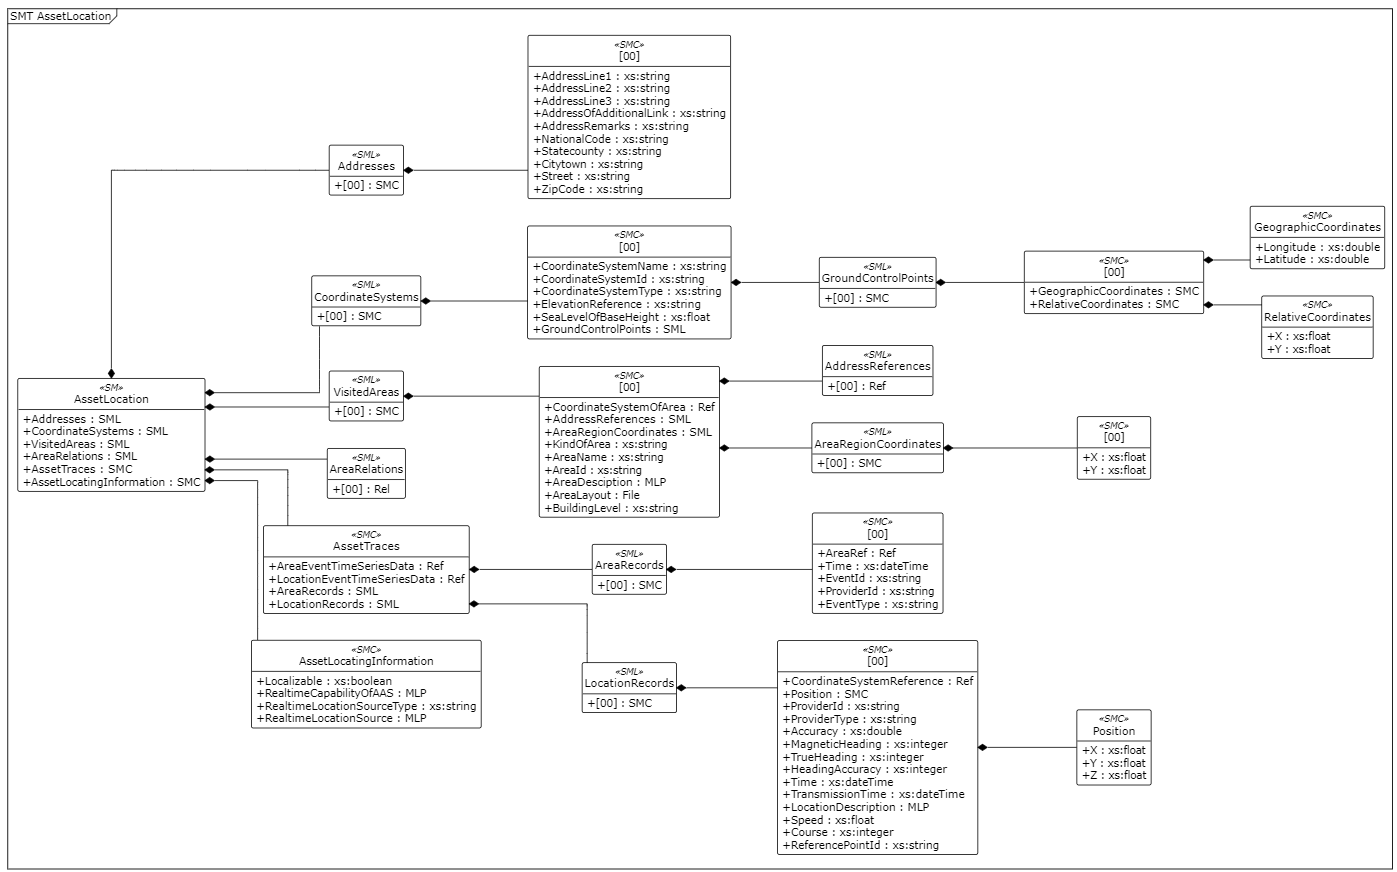 SMT AssetLocation
«SMC»
[00]
+AddressLine1 : xs:string
+AddressLine2 : xs:string
+AddressLine3 : xs:string
+AddressOfAdditionalLink : xs:string
+AddressRemarks : xs:string
+NationalCode : xs:string
+Statecounty : xs:string
+Citytown : xs:string
+Street : xs:string
+ZipCode : xs:string
«SML»
Addresses
+[00] : SMC
«SMC»
[00]
+CoordinateSystemName : xs:string
+CoordinateSystemId : xs:string
+CoordinateSystemType : xs:string
+ElevationReference : xs:string
+SeaLevelOfBaseHeight : xs:float
+GroundControlPoints : SML
«SML»
CoordinateSystems
+[00] : SMC
«SML»
GroundControlPoints
+[00] : SMC
«SMC»
[00]
+GeographicCoordinates : SMC
+RelativeCoordinates : SMC
«SMC»
GeographicCoordinates
+Longitude : xs:double
+Latitude : xs:double
«SMC»
RelativeCoordinates
+X : xs:float
+Y : xs:float
«SM»
AssetLocation
+Addresses : SML
+CoordinateSystems : SML
+VisitedAreas : SML
+AreaRelations : SML
+AssetTraces : SMC
+AssetLocatingInformation : SMC
«SML»
VisitedAreas
+[00] : SMC
«SMC»
[00]
+CoordinateSystemOfArea : Ref
+AddressReferences : SML
+AreaRegionCoordinates : SML
+KindOfArea : xs:string
+AreaName : xs:string
+AreaId : xs:string
+AreaDesciption : MLP
+AreaLayout : File
+BuildingLevel : xs:string
«SML»
AddressReferences
+[00] : Ref
«SML»
AreaRegionCoordinates
+[00] : SMC
«SMC»
[00]
+X : xs:float
+Y : xs:float
«SML»
AreaRelations
+[00] : Rel
«SMC»
AssetTraces
+AreaEventTimeSeriesData : Ref
+LocationEventTimeSeriesData : Ref
+AreaRecords : SML
+LocationRecords : SML
«SML»
AreaRecords
+[00] : SMC
«SMC»
[00]
+AreaRef : Ref
+Time : xs:dateTime
+EventId : xs:string
+ProviderId : xs:string
+EventType : xs:string
«SMC»
AssetLocatingInformation
+Localizable : xs:boolean
+RealtimeCapabilityOfAAS : MLP
+RealtimeLocationSourceType : xs:string
+RealtimeLocationSource : MLP
«SML»
LocationRecords
+[00] : SMC
«SMC»
[00]
+CoordinateSystemReference : Ref
+Position : SMC
+ProviderId : xs:string
+ProviderType : xs:string
+Accuracy : xs:double
+MagneticHeading : xs:integer
+TrueHeading : xs:integer
+HeadingAccuracy : xs:integer
+Time : xs:dateTime
+TransmissionTime : xs:dateTime
+LocationDescription : MLP
+Speed : xs:float
+Course : xs:integer
+ReferencePointId : xs:string
«SMC»
Position
+X : xs:float
+Y : xs:float
+Z : xs:float